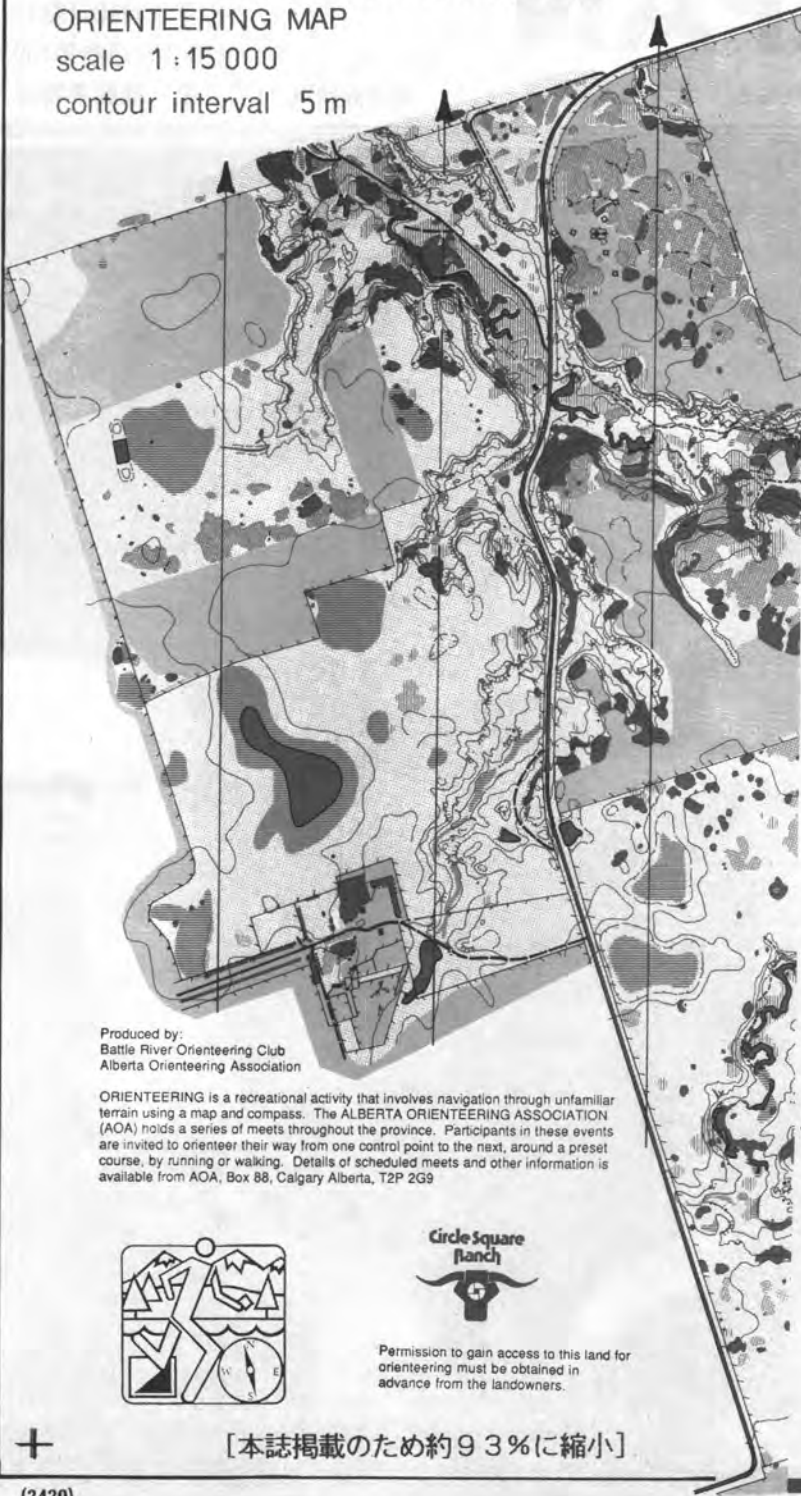 ORIENTEERING MAP
scale 1:15 000
contour interval 5 m
Produced by:
Battle River Orienteering Club
Alberta Orienteering Association
ORIENTEERING is a recreational activity that involves navigation through unfamiliar
terrain using a map and compass. The ALBERTA ORIENTEERING ASSOCIATION
(AOA) holds a series of meets throughout the province. Participants in these events
are invited to orienteer their way from one control point to the next, around a preset
course, by running or walking. Details of scheduled meets and other information is
available from AOA, Box 88, Calgary Alberta, T2P 2G9
N
W E
S
Circle Square
Ranch
Permission to gain access to this land for
orienteering must be obtained in
advance from the landowners.
[本誌掲載のため約93%に縮小]